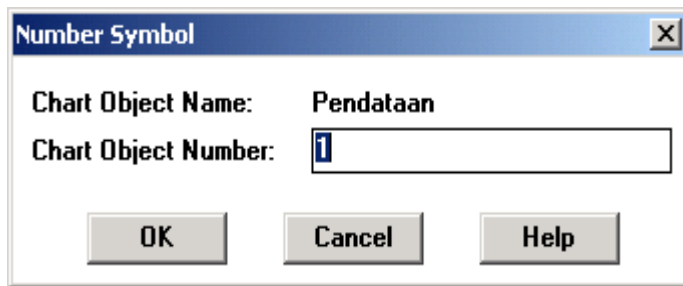 Number Symbol
Chart Object Name: Pendataan
Chart Object Number: 1
OK Cancel Help